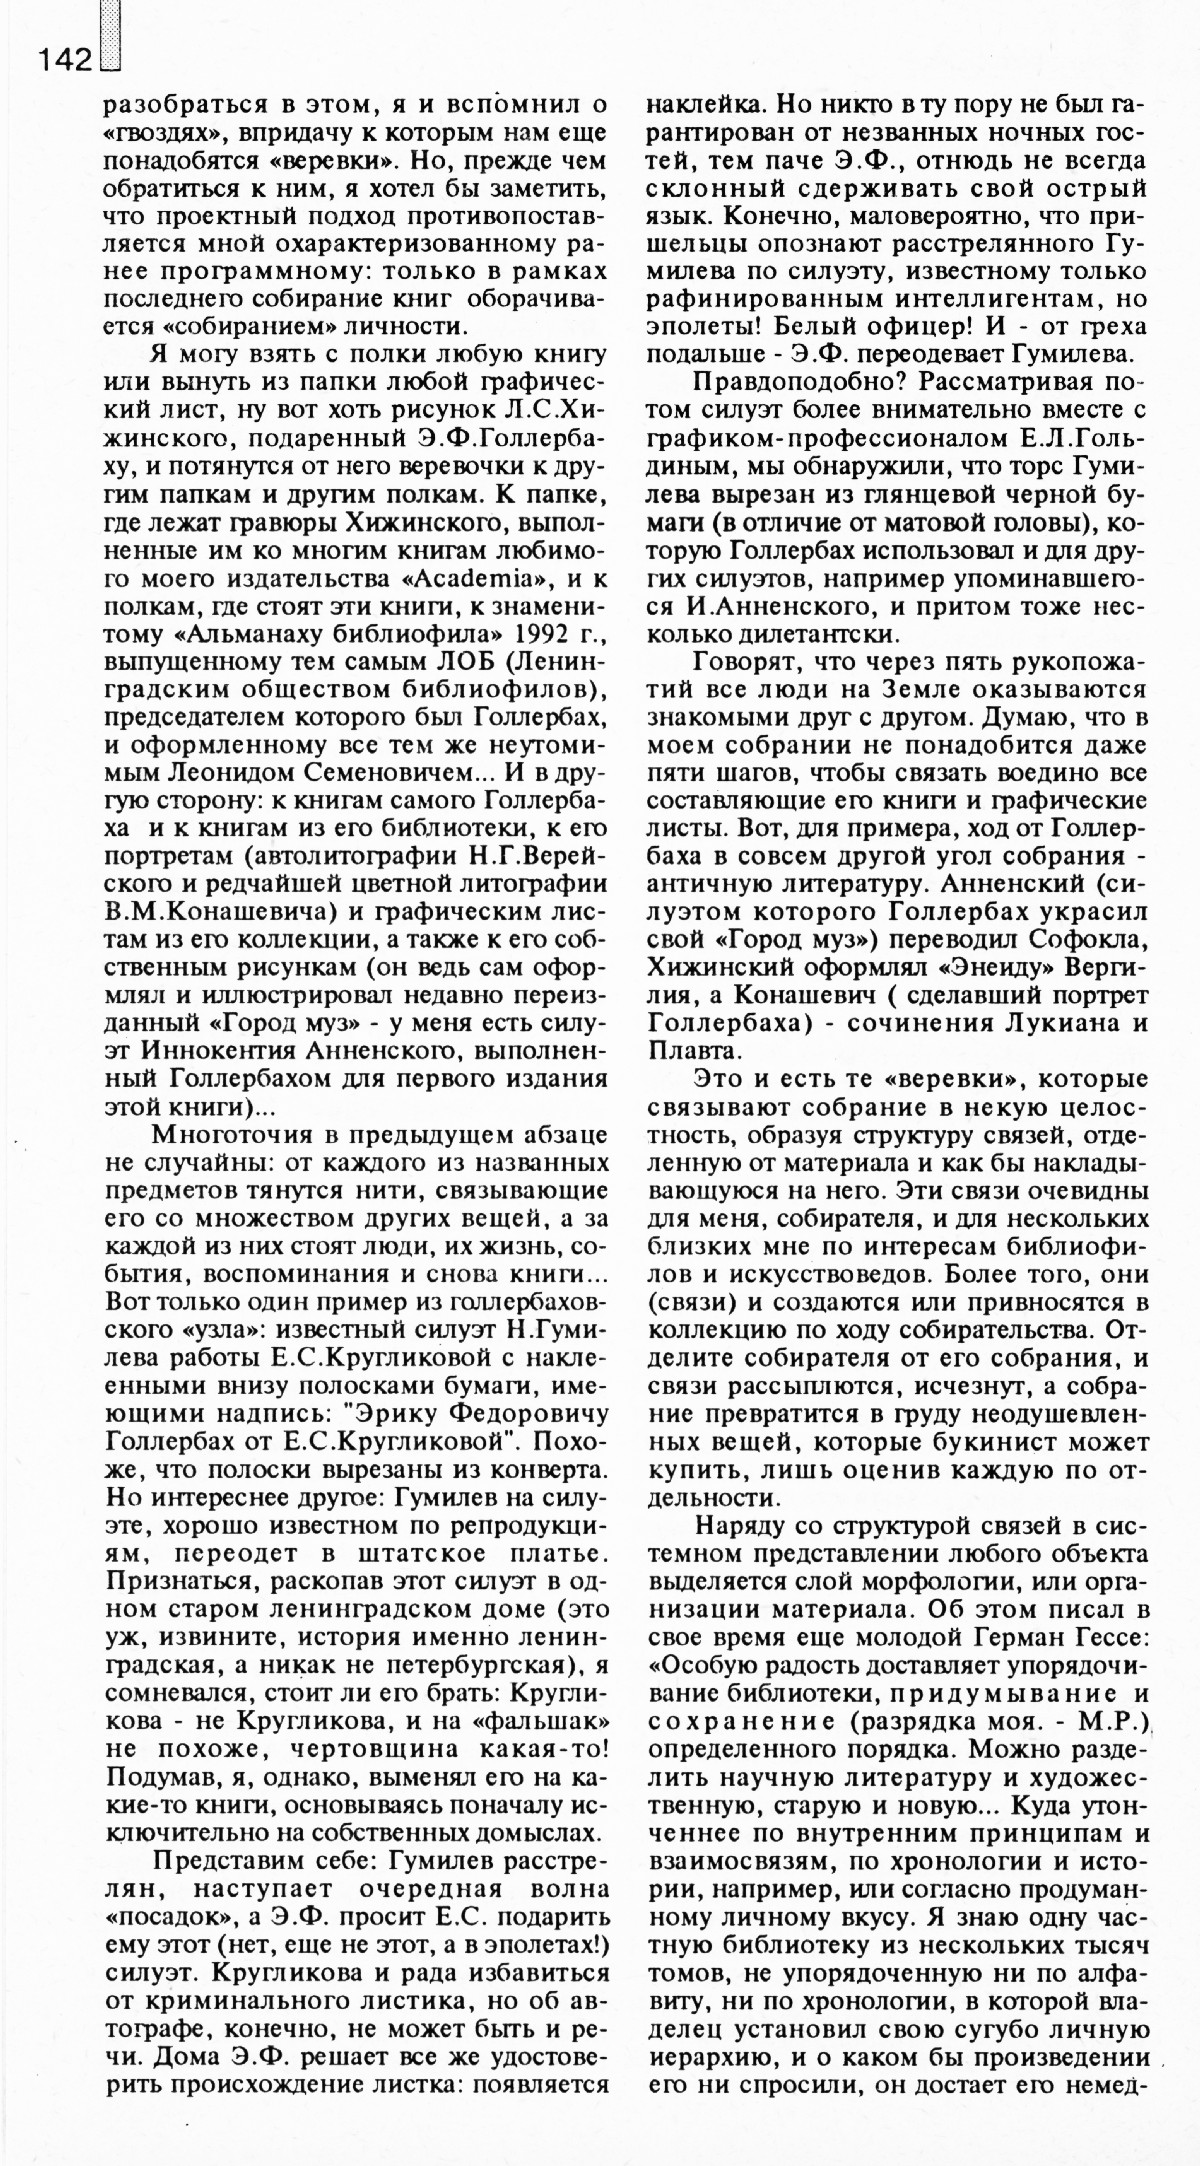 142
разобраться в этом, я и вспомнил о
«гвоздях», впридачу к которым нам еще
понадобятся «веревки». Но, прежде чем
обратиться к ним, я хотел бы заметить,
что проектный подход противопостав-
ляется мной охарактеризованному ра-
нее программному: только в рамках
последнего собирание книг оборачива-
ется «собиранием» личности.
Я могу взять с полки любую книгу
или вынуть из папки любой графичес-
кий лист, ну вот хоть рисунок Л.С.Хи-
жинского, подаренный Э.Ф.Голлерба-
ху, и потянутся от него веревочки к дру-
гим папкам и другим полкам. К папке,
где лежат гравюры Хижинского, выпол-
ненные им ко многим книгам любимо-
го моего издательства «Academia», и к
полкам, где стоят эти книги, к знамени-
тому «Альманаху библиофила» 1992 г.,
выпущенному тем самым ЛОБ (Ленин-
градским обществом библиофилов),
председателем которого был Голлербах,
и оформленному все тем же неутоми-
мым Леонидом Семеновичем... И в дру-
гую сторону: к книгам самого Голлерба-
ха и к книгам из его библиотеки, к его
портретам (автолитографии Н.Г.Верей-
ского и редчайшей цветной литографии
В.М.Конашевича) и графическим лис-
там из его коллекции, а также к его соб-
ственным рисункам (он ведь сам офор-
млял и иллюстрировал недавно переиз-
данный «Город муз» - у меня есть силу-
эт Иннокентия Анненского, выполнен-
ный Голлербахом для первого издания
этой книги)...
Многоточия в предыдущем абзаце
не случайны: от каждого из названных
предметов тянутся нити, связывающие
его со множеством других вещей, а за
каждой из них стоят люди, их жизнь, со-
бытия, воспоминания и снова книги...
Вот только один пример из голлербахов-
ского «узла»: известный силуэт Н.Гуми-
лева работы Е.С.Кругликовой с накле-
енными внизу полосками бумаги, име-
ющими надпись: "Эрику Федоровичу
Голлербах от Е.С.Кругликовой". Похо-
же, что полоски вырезаны из конверта.
Но интереснее другое: Гумилев на силу-
эте, хорошо известном по репродукци-
ям, переодет в штатское платье.
Признаться, раскопав этот силуэт в од-
ном старом ленинградском доме (это
уж, извините, история именно ленин-
градская, а никак не петербургская), я
сомневался, стоит ли его брать: Кругли-
кова - не Кругликова, и на «фальшак»
не похоже, чертовщина какая-то!
Подумав, я, однако, выменял его на ка-
кие-то книги, основываясь поначалу ис-
ключительно на собственных домыслах.
Представим себе: Гумилев расстре-
лян, наступает очередная волна
«посадок», а Э.Ф. просит Е.С. подарить
ему этот (нет, еще не этот, а в эполетах!)
силуэт. Кругликова и рада избавиться
от криминального листика, но об ав-
тографе, конечно, не может быть и ре-
чи. Дома Э.Ф. решает все же удостове-
рить происхождение листка: появляется
наклейка. Но никто в ту пору не был га-
рантирован от незванных ночных гос-
тей, тем паче Э.Ф., отнюдь не всегда
склонный сдерживать свой острый
язык. Конечно, маловероятно, что при-
шельцы опознают расстрелянного Гу-
милева по силуэту, известному только
рафинированным интеллигентам, но
эполеты! Белый офицер! И - от греха
подальше - Э.Ф. переодевает Гумилева.
Правдоподобно? Рассматривая по-
том силуэт более внимательно вместе с
графиком-профессионалом Е.Л.Голь-
диным, мы обнаружили, что торс Гуми-
лева вырезан из глянцевой черной бу-
маги (в отличие от матовой головы), ко-
торую Голлербах использовал и для дру-
гих силуэтов, например упоминавшего-
ся И.Анненского, и притом тоже нес-
колько дилетантски.
Говорят, что через пять рукопожа-
тий все люди на Земле оказываются
знакомыми друг с другом. Думаю, что в
моем собрании не понадобится даже
пяти шагов, чтобы связать воедино все
составляющие его книги и графические
листы. Вот, для примера, ход от Голлер-
баха в совсем другой угол собрания -
античную литературу. Анненский (си-
луэтом которого Голлербах украсил
свой «Город муз») переводил Софокла,
Хижинский оформлял «Энеиду» Верги-
лия, а Конашевич ( сделавший портрет
Голлербаха) - сочинения Лукиана и
Плавта.
Это и есть те «веревки», которые
связывают собрание в некую целос-
тность, образуя структуру связей, отде-
ленную от материала и как бы наклады-
вающуюся на него. Эти связи очевидны
для меня, собирателя, и для нескольких
близких мне по интересам библиофи-
лов и искусствоведов. Более того, они
(связи) и создаются или привносятся в
коллекцию по ходу собирательства. От-
делите собирателя от его собрания, и
связи рассыплются, исчезнут, а собра-
ние превратится в груду неодушевлен-
ных вещей, которые букинист может
купить, лишь оценив каждую по от-
дельности.
Наряду со структурой связей в сис-
темном представлении любого объекта
выделяется слой морфологии, или орга-
низации материала. Об этом писал в
свое время еще молодой Герман Гессе:
«Особую радость доставляет упорядочи-
вание библиотеки, придумывание и
сохранение (разрядка моя. - М.Р.)
определенного порядка. Можно разде-
лить научную литературу и художес-
твенную, старую и новую... Куда утон-
ченнее по внутренним принципам и
взаимосвязям, по хронологии и исто-
рии, например, или согласно продуман-
ному личному вкусу. Я знаю одну час-
тную библиотеку из нескольких тысяч
томов, не упорядоченную ни по алфа-
виту, ни по хронологии, в которой вла-
делец установил свою сугубо личную
иерархию, и о каком бы произведении
его ни спросили, он достает его немед-